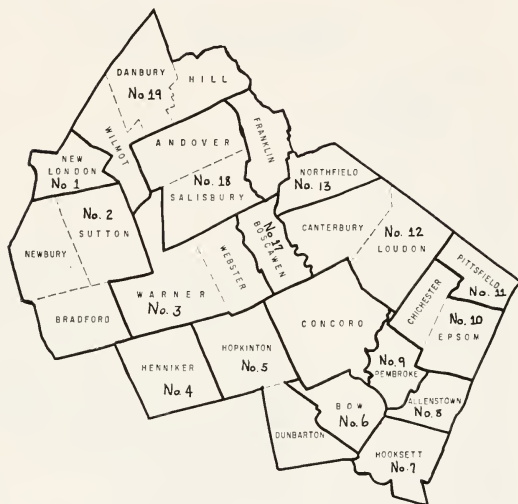 DANBURY
No 19
HILL
WILMOT
ANDOVER
FRANKLIN
NEW
LONDON
No 1
No. 18
SALISBURY
NORTHFIELD
No. 13
No. 2
SUTTON
NEWBURY
No. 17
BOSCAWEN
CANTERBURY
No. 12
LOUDON
WEBSTER
PITTSFIELD
No. 11
BRADFORD
WARNER
No. 3
CHICHESTER
CONCORD
No. 10
EPSOM
HENNIKER
No. 4
HOPKINTON
No. 5
No. 9
PEMBROKE
BOW
No. 6
ALLENSTOWN
No. 8
DUNBARTON
HOOKSETT
No. 7